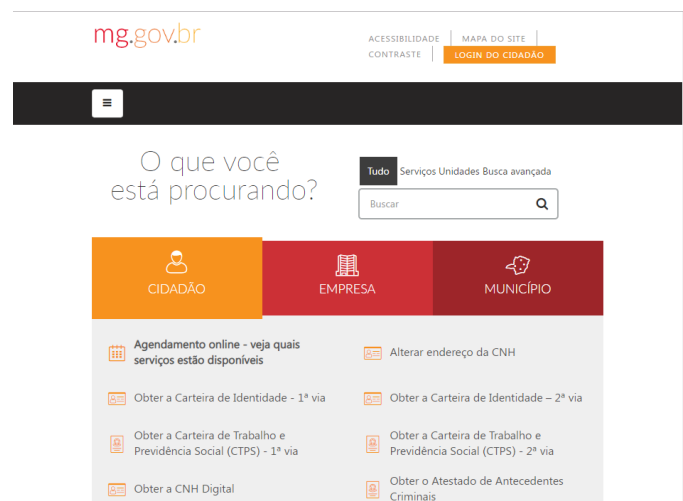 mg.gov.br
ACESSIBILIDADE
MAPA DO SITE
CONTRASTE
LOGIN DO CIDADÃO
O que você
está procurando?
Tudo Serviços Unidades Busca avançada
Buscar
CIDADÃO
EMPRESA
MUNICÍPIO
Agendamento online - veja quais
serviços estão disponíveis
Alterar endereço da CNH
Obter a Carteira de Identidade - 1ª via
Obter a Carteira de Identidade – 2ª via
Obter a Carteira de Trabalho e
Previdência Social (CTPS) - 1ª via
Obter a Carteira de Trabalho e
Previdência Social (CTPS) - 2ª via
Obter a CNH Digital
Obter o Atestado de Antecedentes
Criminais